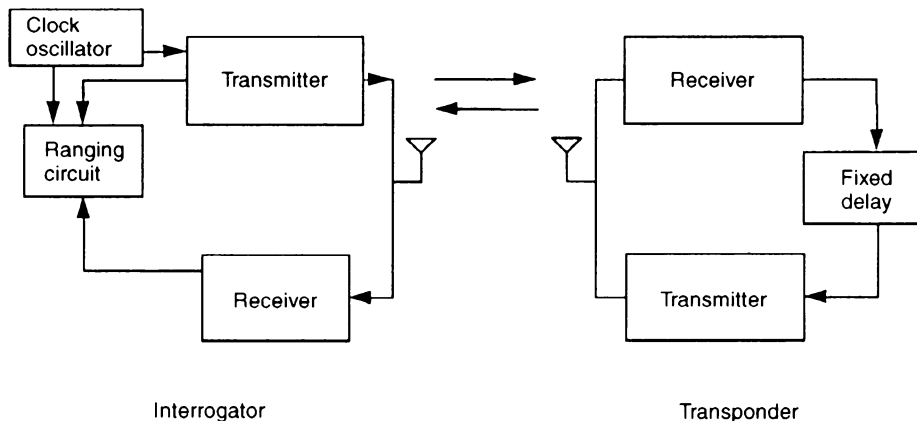 Clock
oscillator
Transmitter
Ranging
circuit
Receiver
Interrogator
Receiver
Fixed
delay
Transmitter
Transponder